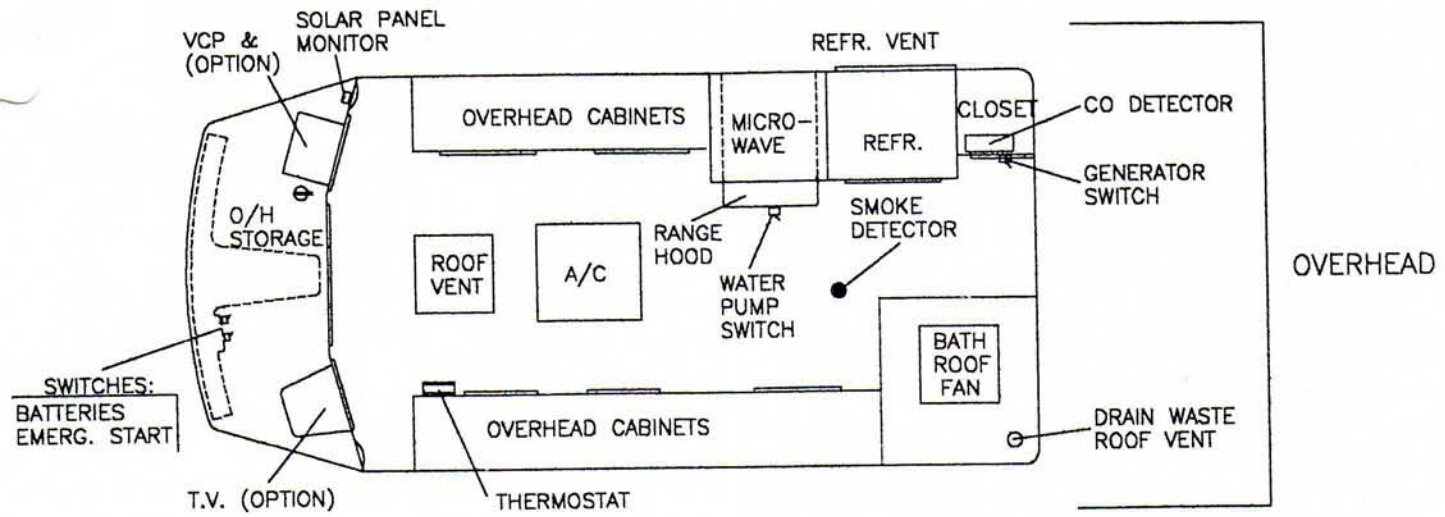 SOLAR PANEL
MONITOR
VCP &
(OPTION)
REFR. VENT
OVERHEAD CABINETS
MICRO-
WAVE
REFR.
CLOSET
CO DETECTOR
GENERATOR
SWITCH
O/H
STORAGE
RANGE
HOOD
SMOKE
DETECTOR
ROOF
VENT
A/C
WATER
PUMP
SWITCH
OVERHEAD
BATH
ROOF
FAN
SWITCHES:
BATTERIES
EMERG. START
OVERHEAD CABINETS
DRAIN WASTE
ROOF VENT
T.V. (OPTION)
THERMOSTAT